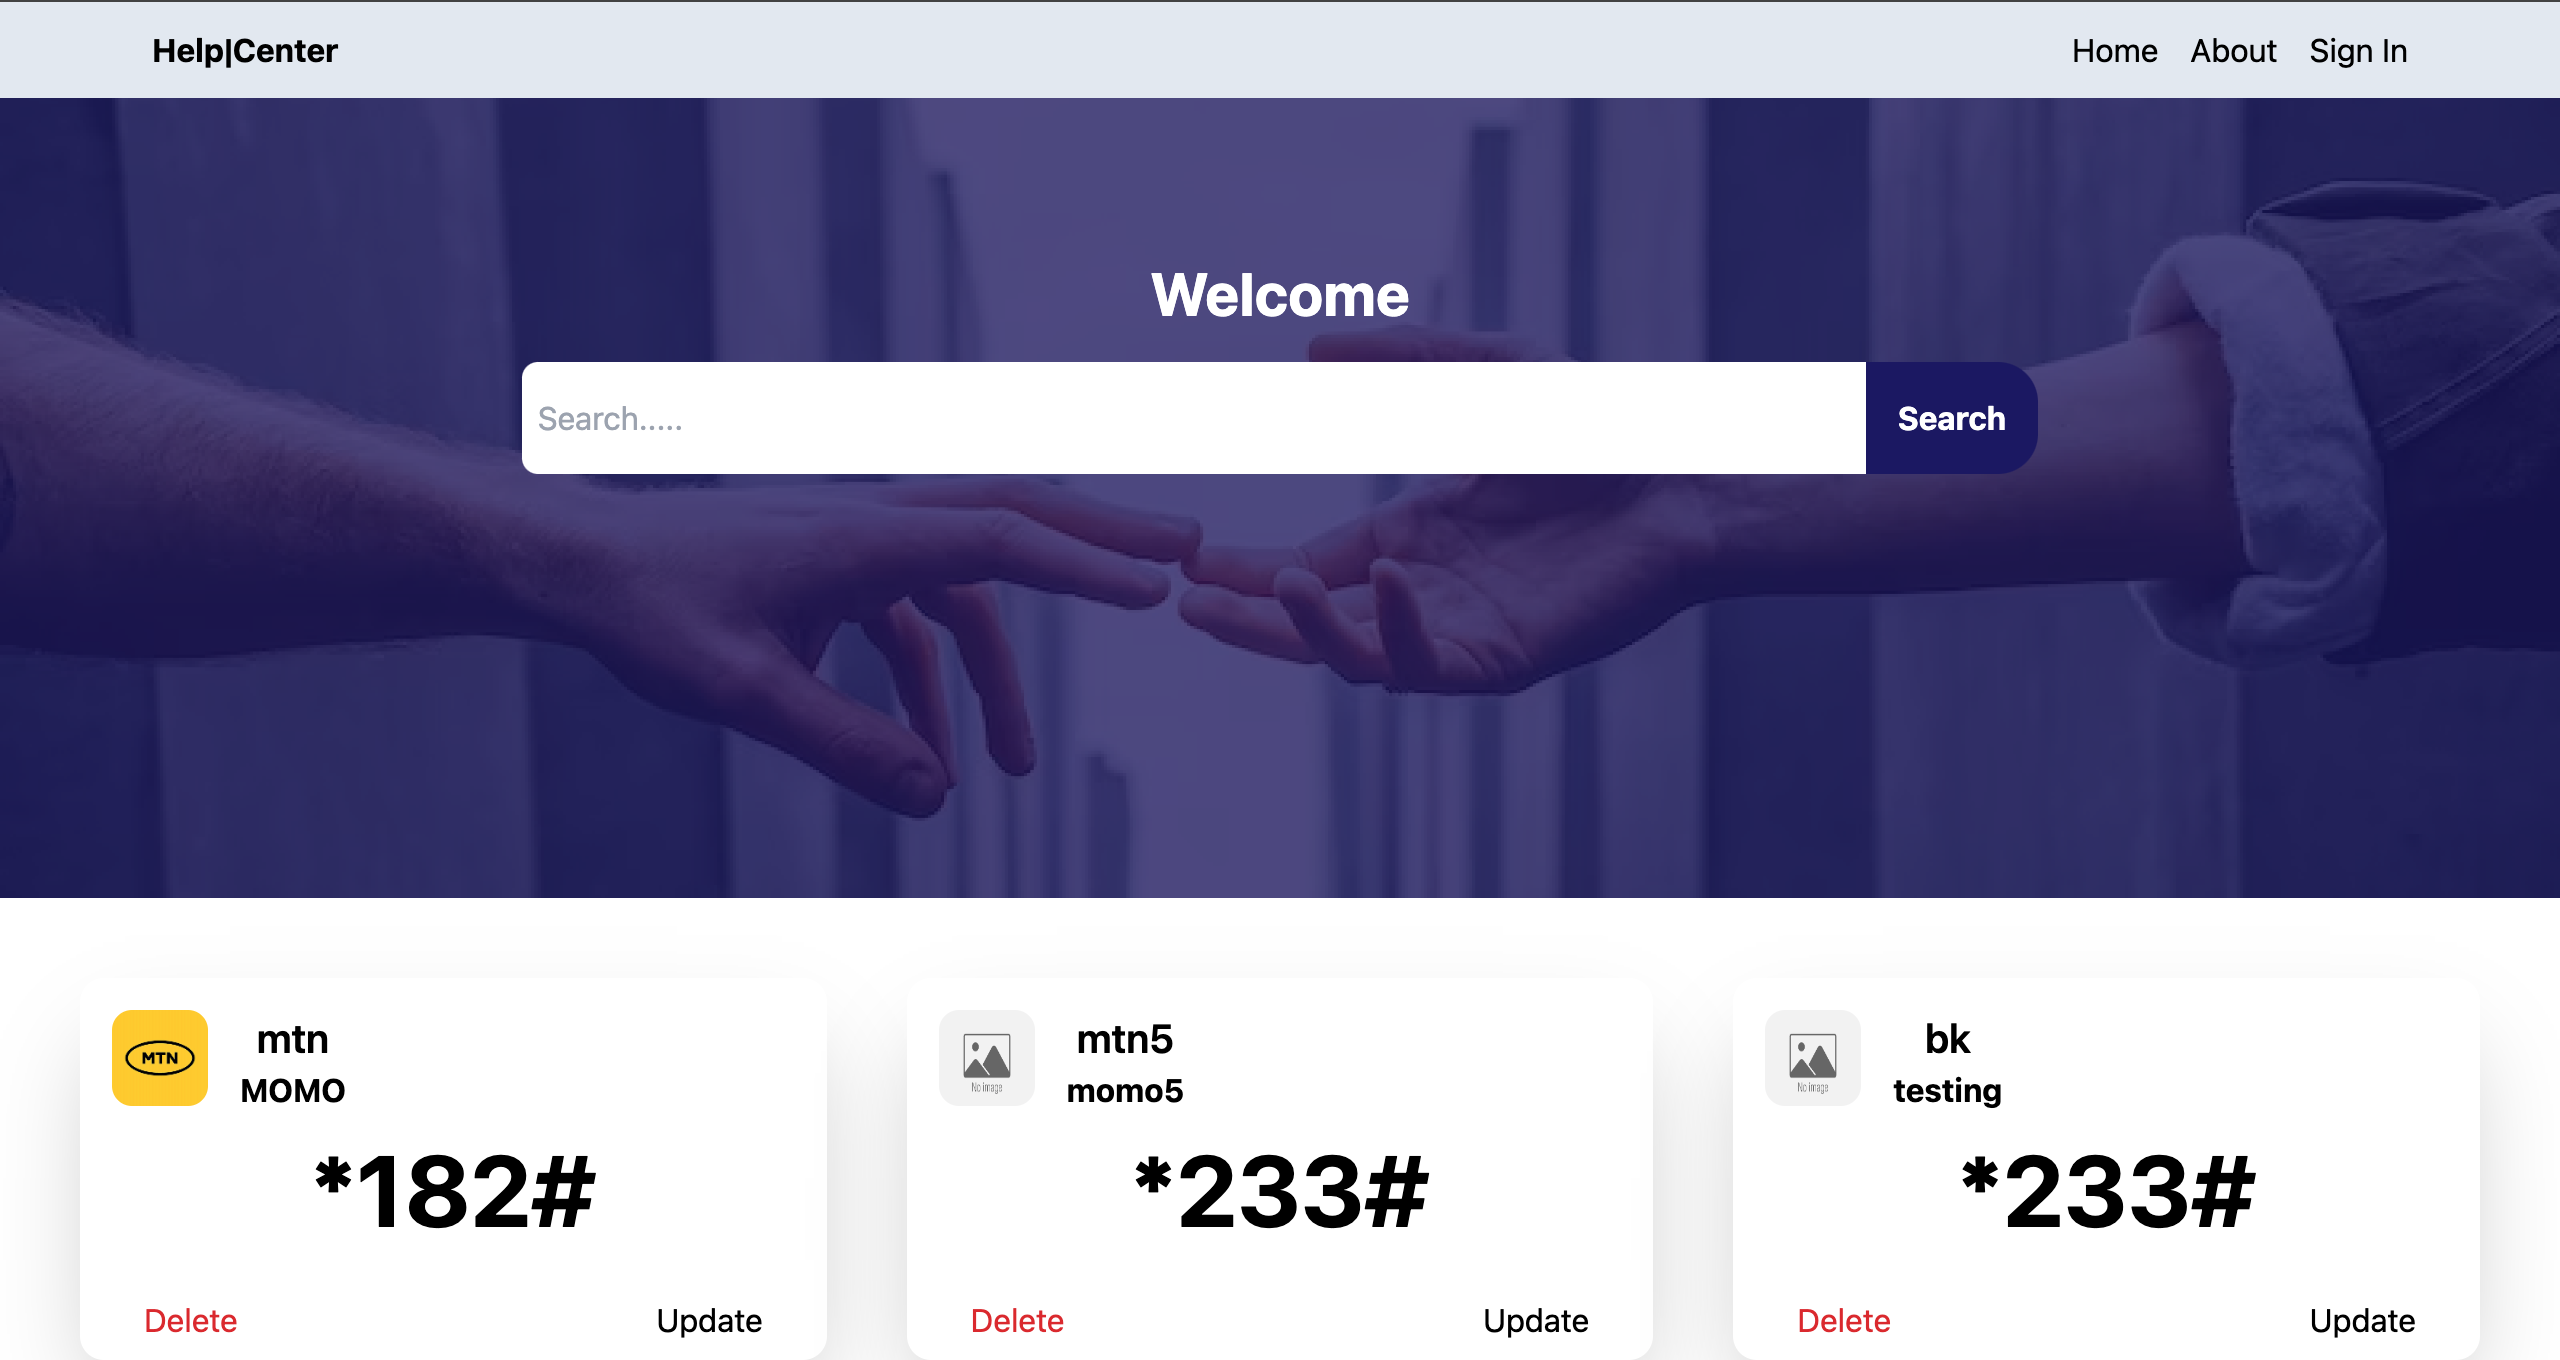 Help|Center
Home About Sign In
Welcome
Search.....
Search
MTN
mtn
MOMO
*182#
Delete
Update
No image
mtn5
momo5
*233#
Delete
Update
No image
bk
testing
*233#
Delete
Update